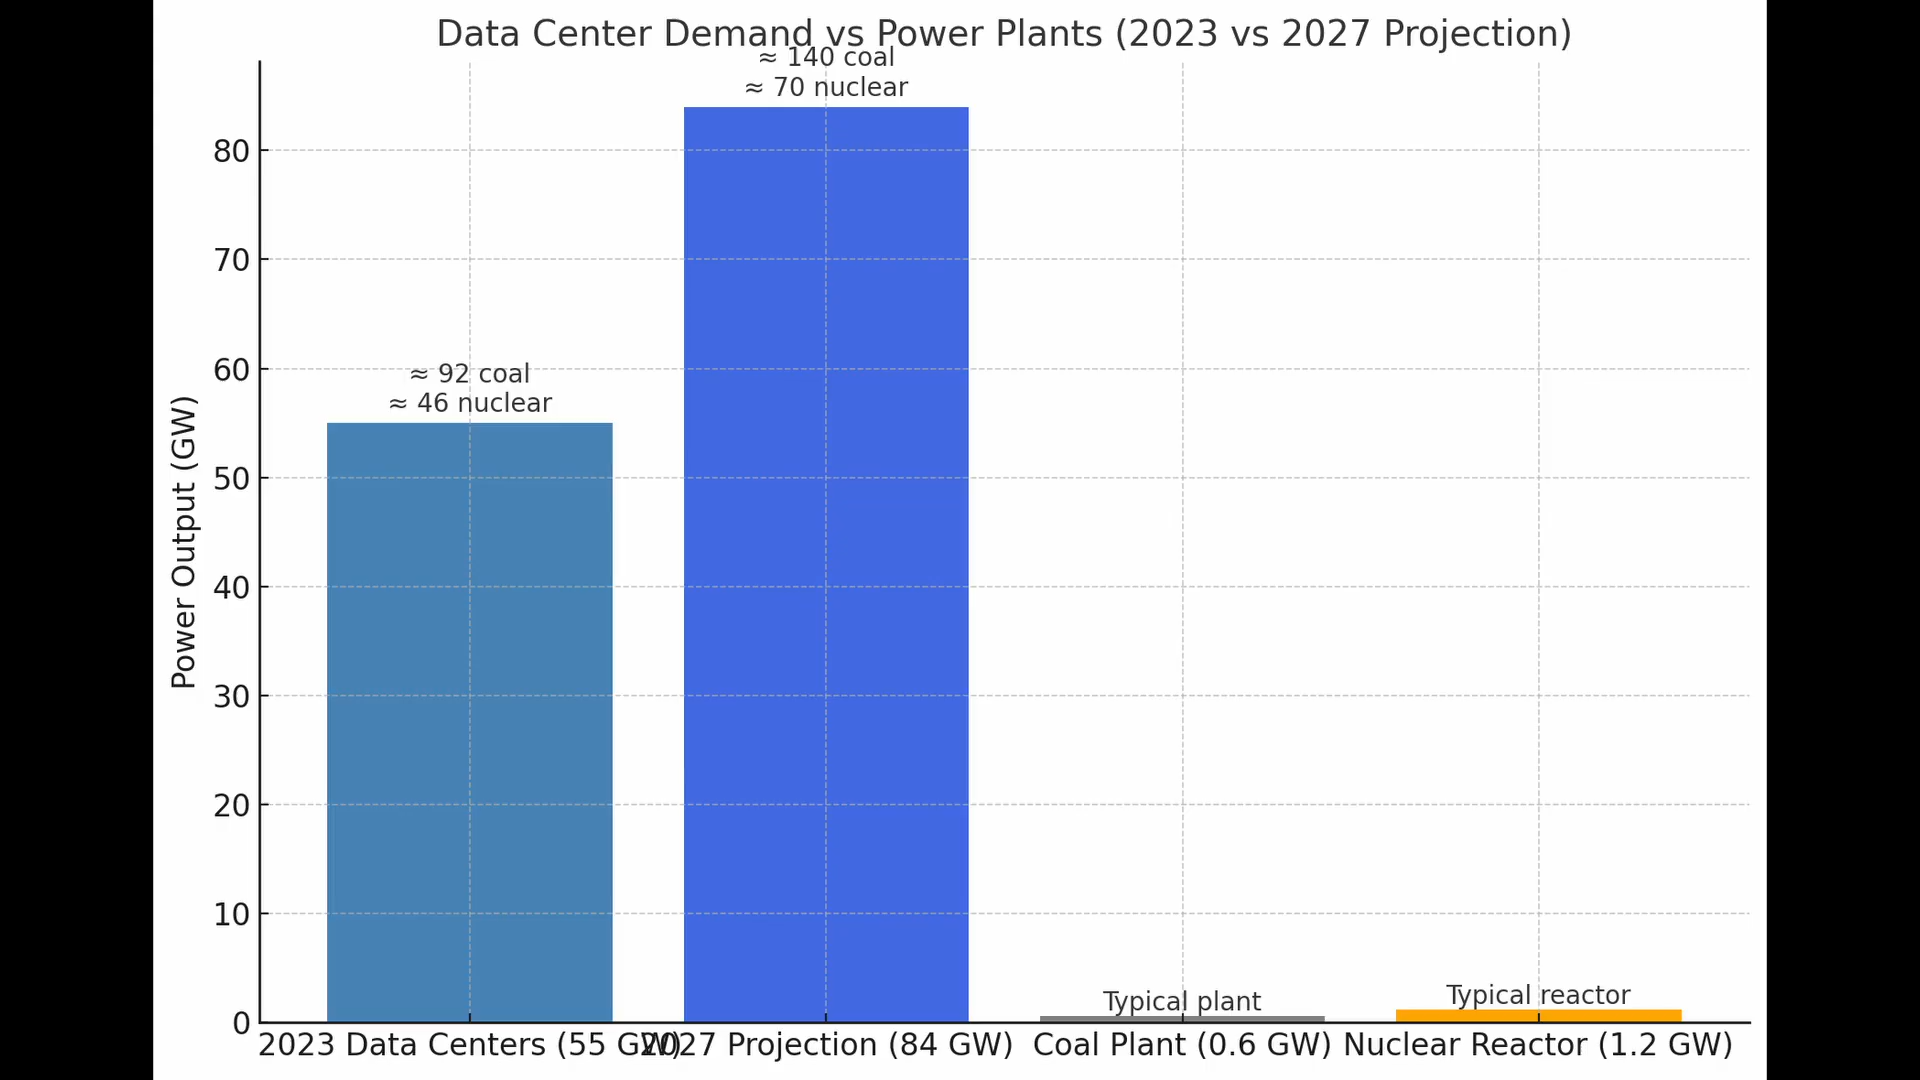 Data Center Demand vs Power Plants (2023 vs 2027 Projection)
≈ 140 coal
≈ 70 nuclear
≈ 92 coal
≈ 46 nuclear
Power Output (GW)
80
70
60
50
40
30
20
10
0
Typical plant
Typical reactor
2023 Data Centers (55 GW)
2027 Projection (84 GW)
Coal Plant (0.6 GW)
Nuclear Reactor (1.2 GW)